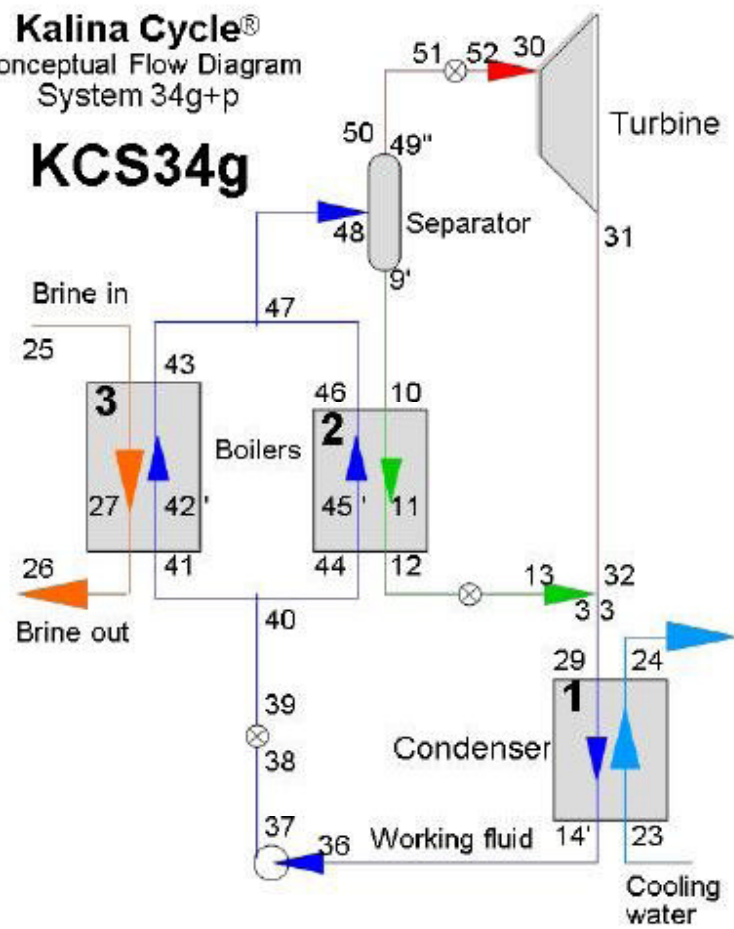 Kalina Cycle®
onceptual Flow Diagram
System 34g+p
KCS34g
51 52 30
Turbine
50 49"
48 Separator
9'
31
Brine in
47
25
43
3
46 10
2
Boilers
27 42'
45' 11
26 41
44 12
13 32
Brine out
40
3 3
29 24
1
39
38
Condenser
37 36 Working fluid 14' 23
Cooling
water